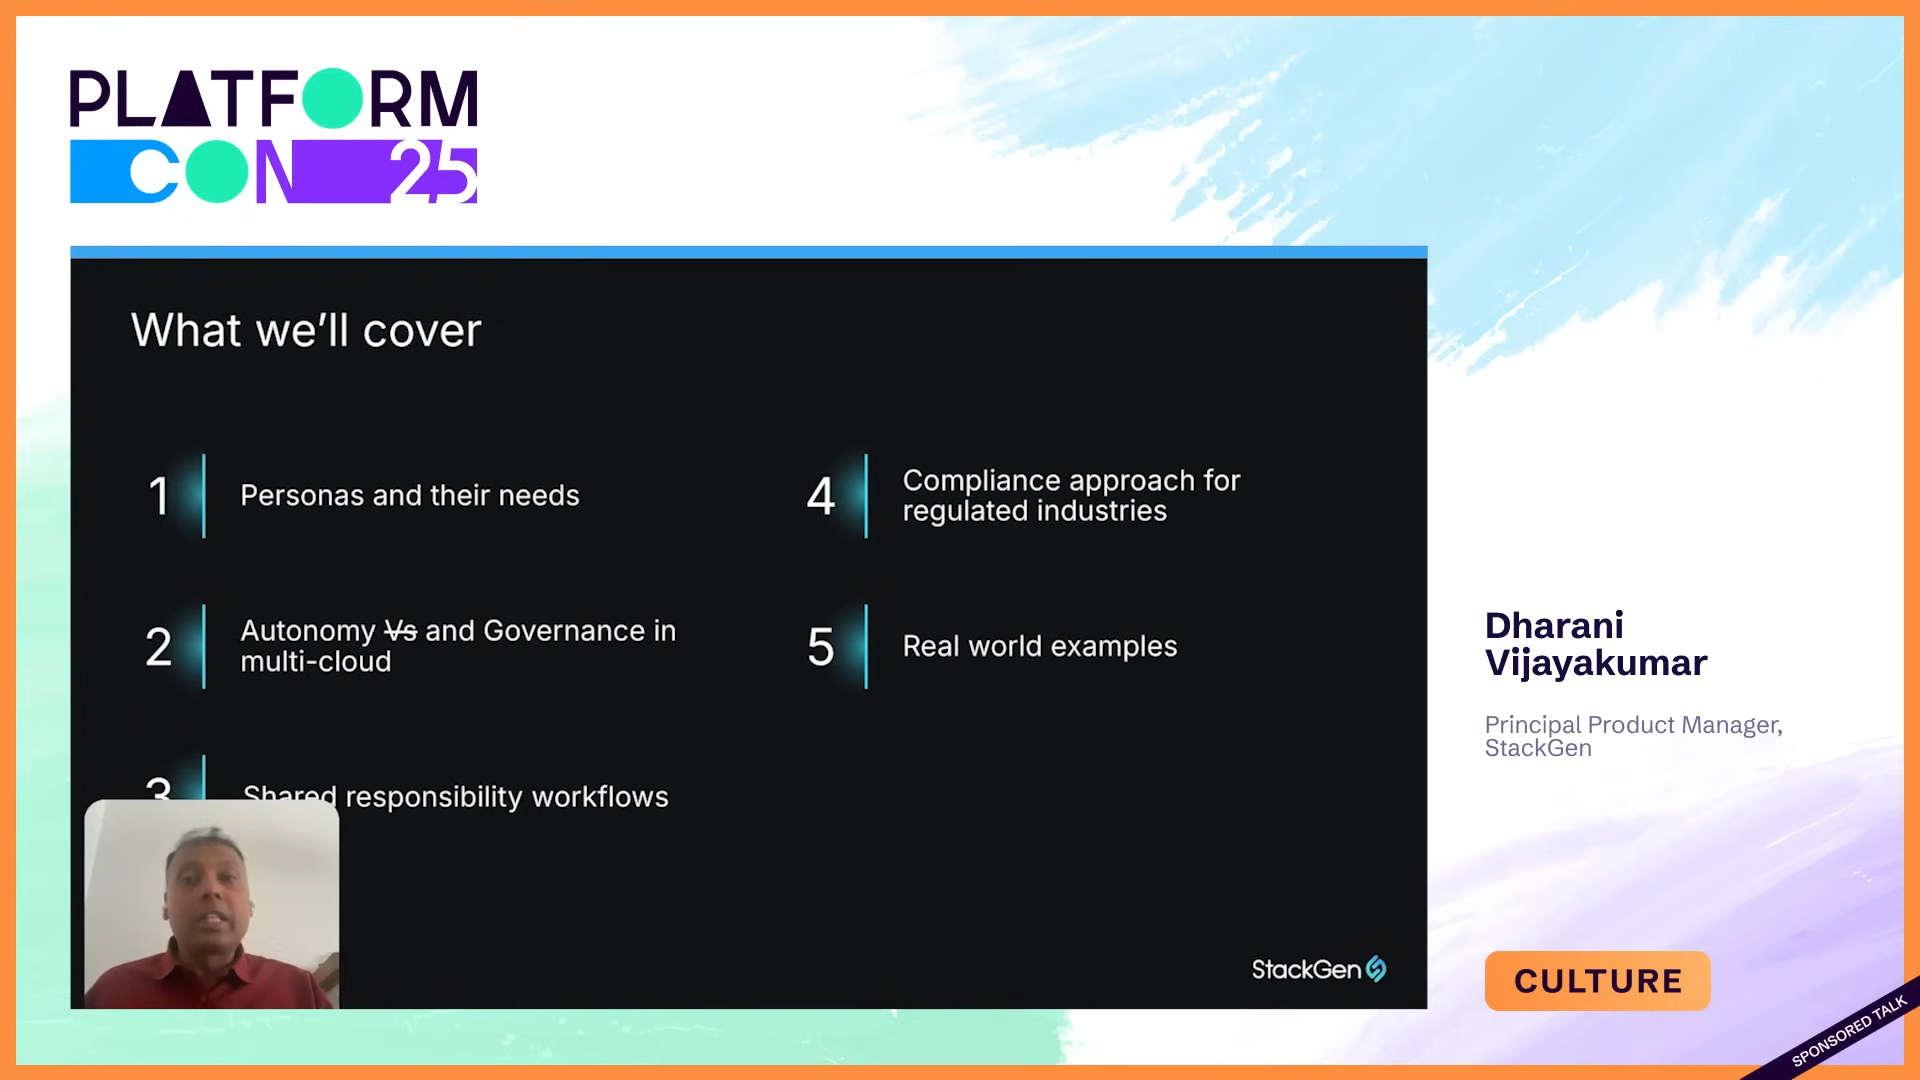 PLATFORM
CON 25
What we'll cover
1
Personas and their needs
2
Autonomy Vs and Governance in
multi-cloud
3
Shared responsibility workflows
4
Compliance approach for
regulated industries
5
Real world examples
StackGen
Dharani
Vijayakumar
Principal Product Manager,
StackGen
CULTURE
SPONSORED TALK